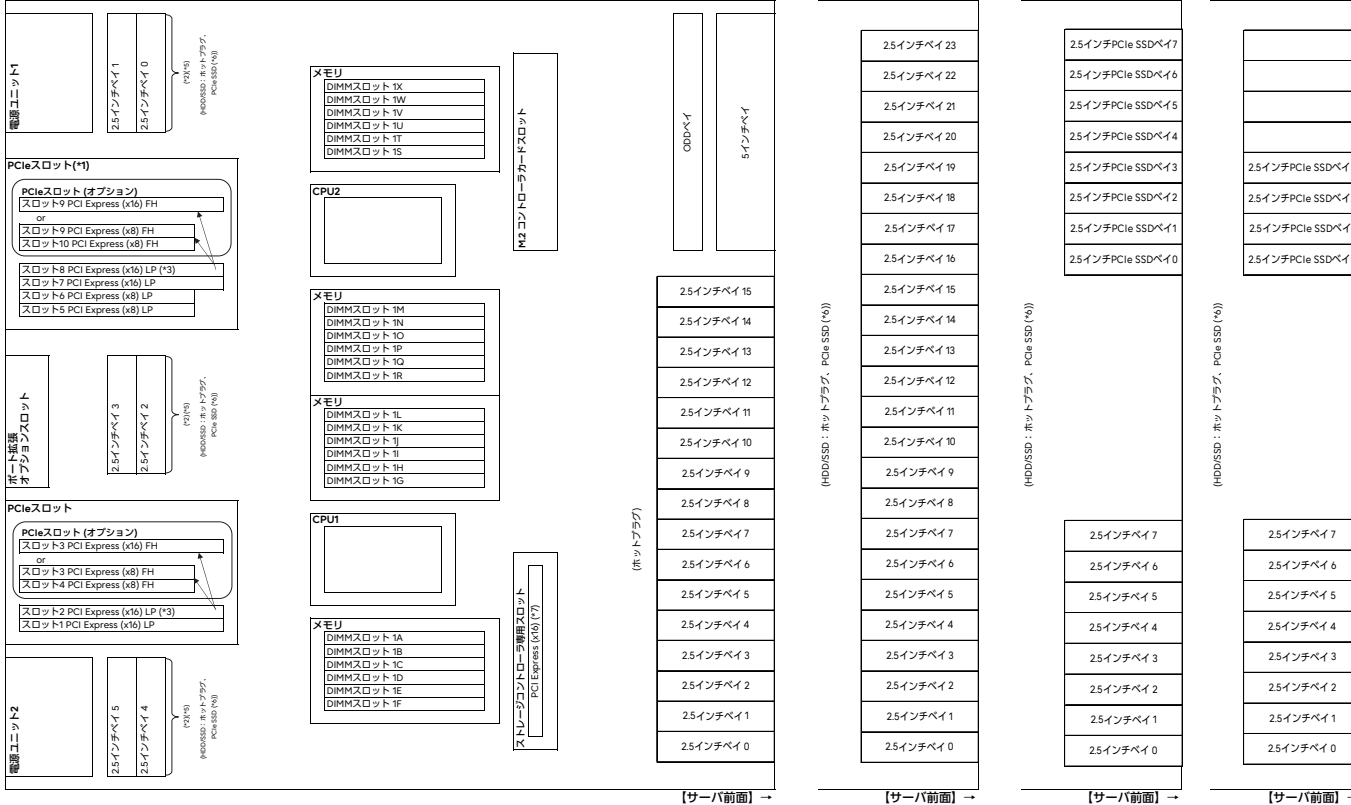 電源ユニット1
2.5インチベイ 1
2.5インチベイ 0
(*2)(*5)
(HDD/SSD：ホットプラグ、
PCIe SSD (*6))
PCIeスロット(*1)
PCIeスロット (オプション)
スロット9 PCI Express (x16) FH
or
スロット9 PCI Express (x8) FH
スロット10 PCI Express (x8) FH
スロット8 PCI Express (x16) LP (*3)
スロット7 PCI Express (x16) LP
スロット6 PCI Express (x8) LP
スロット5 PCI Express (x8) LP
ポート拡張
オプションスロット
2.5インチベイ 3
2.5インチベイ 2
(*2)(*5)
(HDD/SSD：ホットプラグ、
PCIe SSD (*6))
PCIeスロット
PCIeスロット (オプション)
スロット3 PCI Express (x16) FH
or
スロット3 PCI Express (x8) FH
スロット4 PCI Express (x8) FH
スロット2 PCI Express (x16) LP (*3)
スロット1 PCI Express (x16) LP
電源ユニット2
2.5インチベイ 5
2.5インチベイ 4
(*2)(*5)
(HDD/SSD：ホットプラグ、
PCIe SSD (*6))
メモリ
DIMMスロット 1X
DIMMスロット 1W
DIMMスロット 1V
DIMMスロット 1U
DIMMスロット 1T
DIMMスロット 1S
CPU2
メモリ
DIMMスロット 1M
DIMMスロット 1N
DIMMスロット 1O
DIMMスロット 1P
DIMMスロット 1Q
DIMMスロット 1R
メモリ
DIMMスロット 1L
DIMMスロット 1K
DIMMスロット 1J
DIMMスロット 1I
DIMMスロット 1H
DIMMスロット 1G
CPU1
メモリ
DIMMスロット 1A
DIMMスロット 1B
DIMMスロット 1C
DIMMスロット 1D
DIMMスロット 1E
DIMMスロット 1F
M.2 コントローラカードスロット
ストレージコントローラ専用スロット
PCI Express (x16) (*7)
ODDベイ
5インチベイ
(ホットプラグ)
2.5インチベイ 15
2.5インチベイ 14
2.5インチベイ 13
2.5インチベイ 12
2.5インチベイ 11
2.5インチベイ 10
2.5インチベイ 9
2.5インチベイ 8
2.5インチベイ 7
2.5インチベイ 6
2.5インチベイ 5
2.5インチベイ 4
2.5インチベイ 3
2.5インチベイ 2
2.5インチベイ 1
2.5インチベイ 0
【サーバ前面】→
(HDD/SSD：ホットプラグ、PCIe SSD (*6))
2.5インチベイ 23
2.5インチベイ 22
2.5インチベイ 21
2.5インチベイ 20
2.5インチベイ 19
2.5インチベイ 18
2.5インチベイ 17
2.5インチベイ 16
2.5インチベイ 15
2.5インチベイ 14
2.5インチベイ 13
2.5インチベイ 12
2.5インチベイ 11
2.5インチベイ 10
2.5インチベイ 9
2.5インチベイ 8
2.5インチベイ 7
2.5インチベイ 6
2.5インチベイ 5
2.5インチベイ 4
2.5インチベイ 3
2.5インチベイ 2
2.5インチベイ 1
2.5インチベイ 0
【サーバ前面】→
(HDD/SSD：ホットプラグ、PCIe SSD (*6))
2.5インチPCIe SSDベイ7
2.5インチPCIe SSDベイ6
2.5インチPCIe SSDベイ5
2.5インチPCIe SSDベイ4
2.5インチPCIe SSDベイ3
2.5インチPCIe SSDベイ2
2.5インチPCIe SSDベイ1
2.5インチPCIe SSDベイ0
2.5インチベイ 7
2.5インチベイ 6
2.5インチベイ 5
2.5インチベイ 4
2.5インチベイ 3
2.5インチベイ 2
2.5インチベイ 1
2.5インチベイ 0
【サーバ前面】→
(HDD/SSD：ホットプラグ、PCIe SSD (*6))
2.5インチPCIe SSDベイ
2.5インチPCIe SSDベイ
2.5インチPCIe SSDベイ
2.5インチPCIe SSDベイ
2.5インチベイ 7
2.5インチベイ 6
2.5インチベイ 5
2.5インチベイ 4
2.5インチベイ 3
2.5インチベイ 2
2.5インチベイ 1
2.5インチベイ 0
【サーバ前面】→